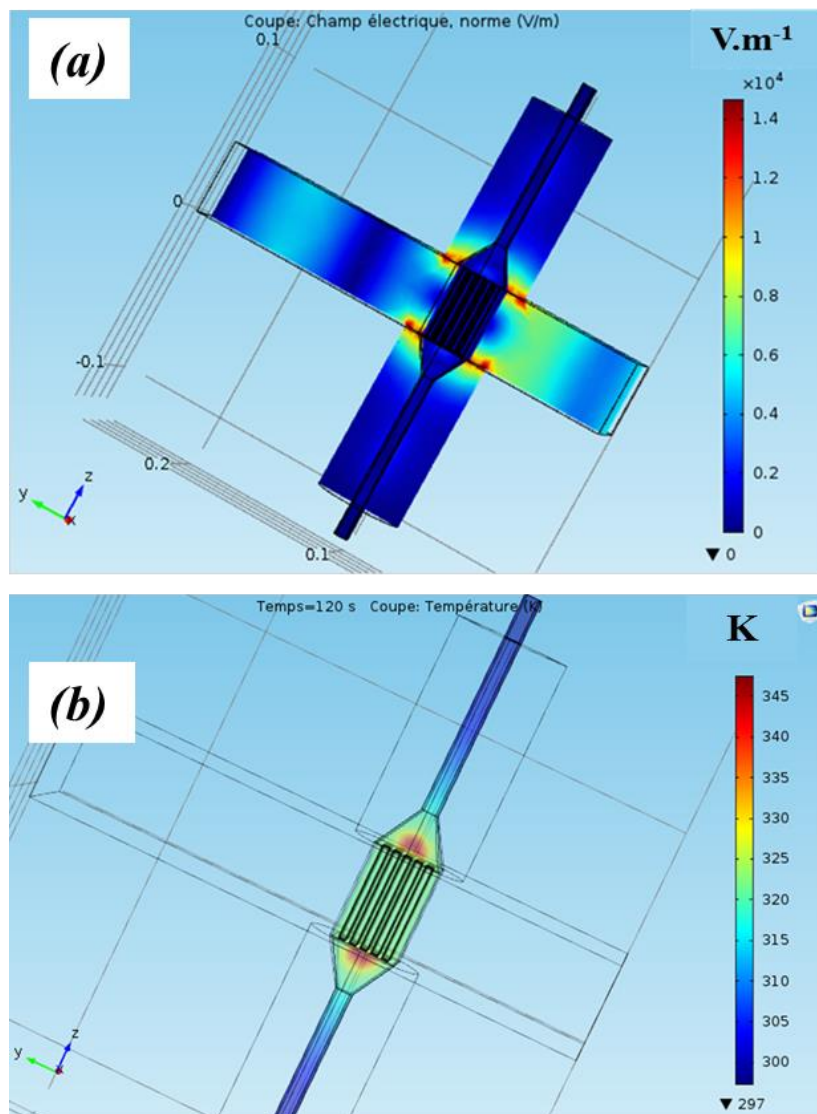 Coupe: Champ électrique, norme (V/m)
(a)
V.m⁻¹
×10⁴
0.1
0
-0.1
0.2
0.1
1.4
1.2
1
0.8
0.6
0.4
0.2
0
▼ 0
y
z
x
Temps=120 s Coupe: Température (K)
(b)
K
345
340
335
330
325
320
315
310
305
300
▼ 297
y
z
x